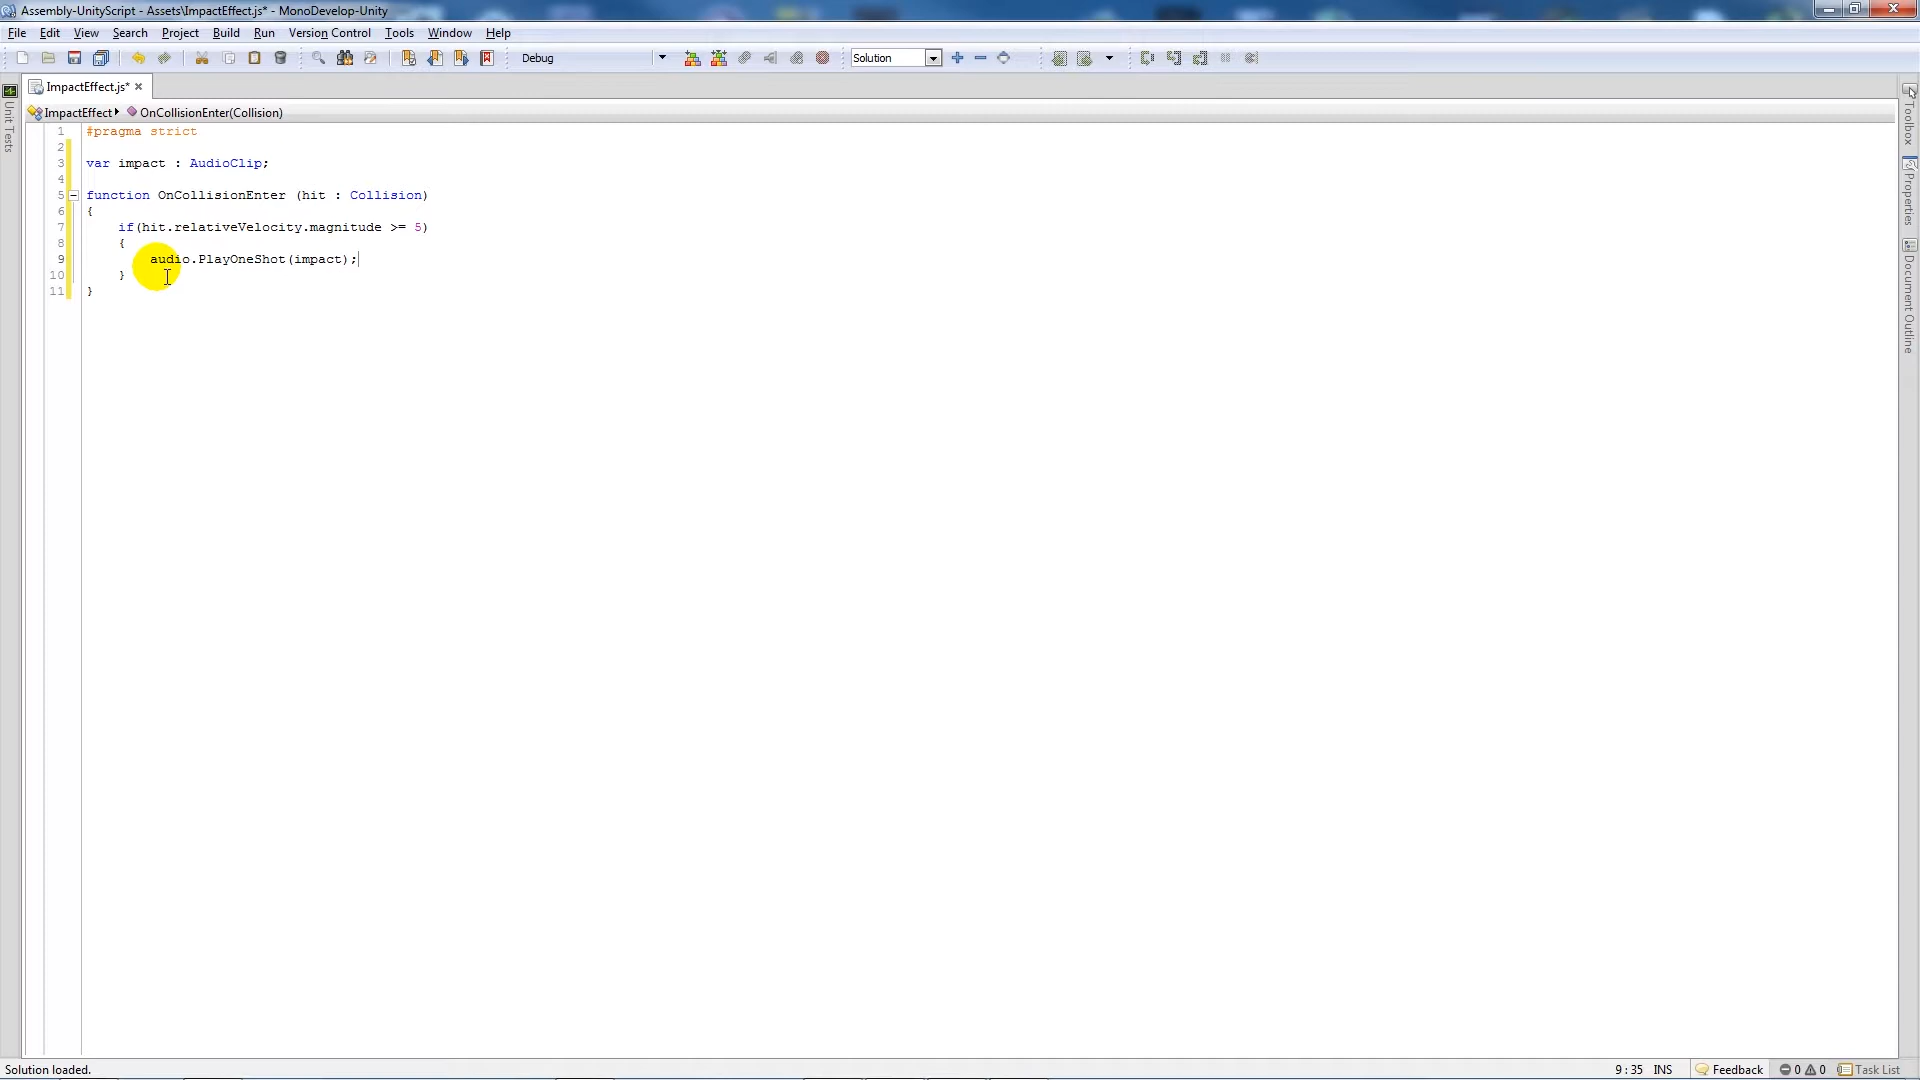 Assembly-UnityScript - Assets\ImpactEffect.js* - MonoDevelop-Unity
File Edit View Search Project Build Run Version Control Tools Window Help
Debug Solution
ImpactEffect.js*
ImpactEffect OnCollisionEnter(Collision)
1 #pragma strict
2
3 var impact : AudioClip;
4
5 function OnCollisionEnter (hit : Collision)
6 {
7 if(hit.relativeVelocity.magnitude >= 5)
8 {
9 audio.PlayOneShot(impact);
10 }
11 }
Unit Tests
Toolbox
Properties
Document Outline
Solution loaded. 9 : 35 INS Feedback 0 0 Task List